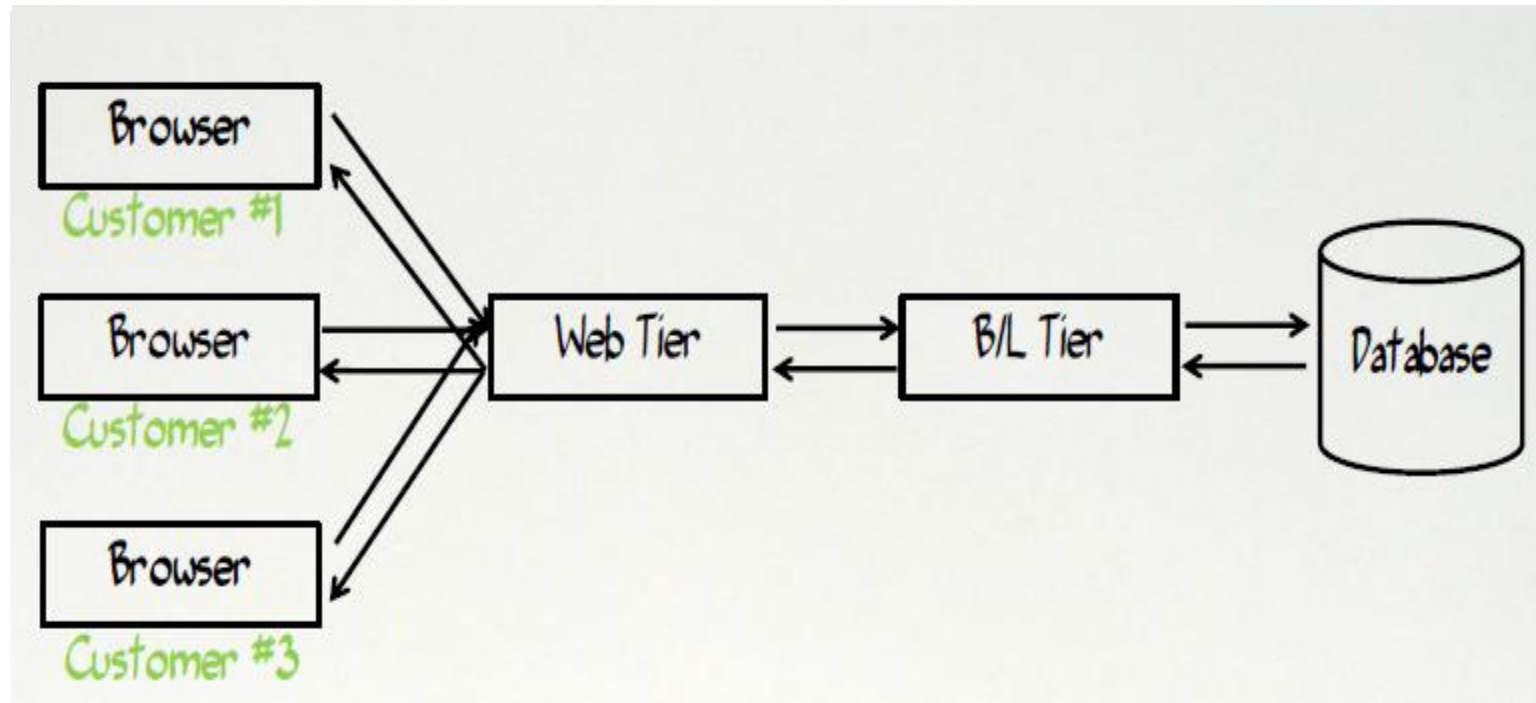 Browser
Customer #1
Browser
Customer #2
Browser
Customer #3
Web Tier
B/L Tier
Database